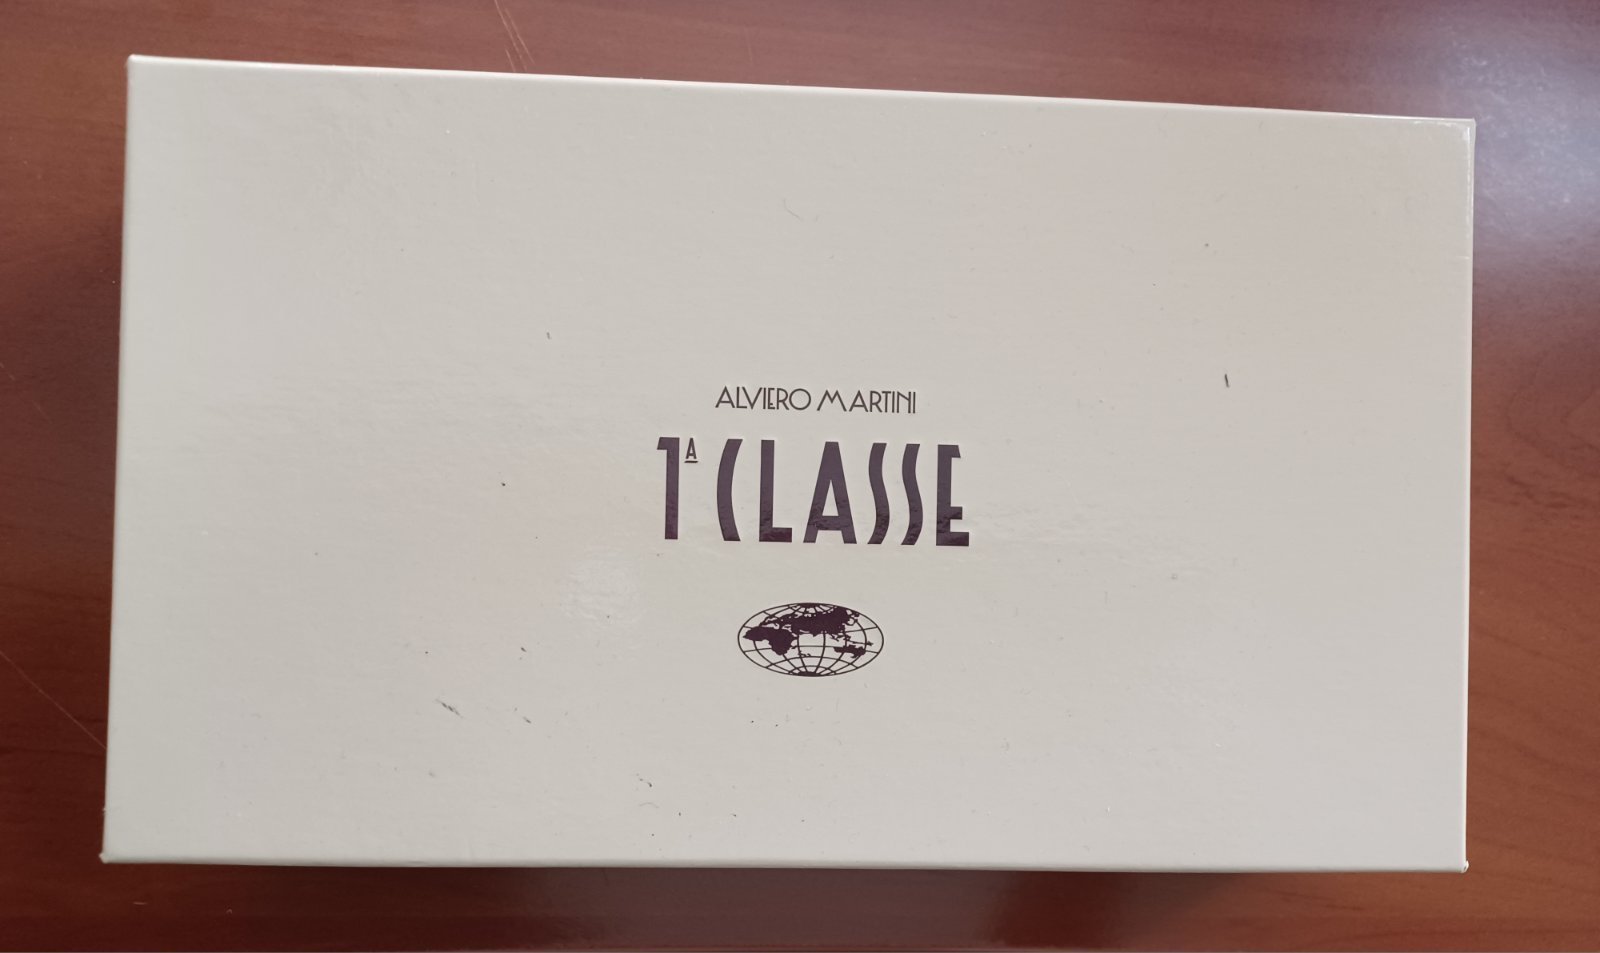 ALVIERO MARTINI
1ᴬ CLASSE